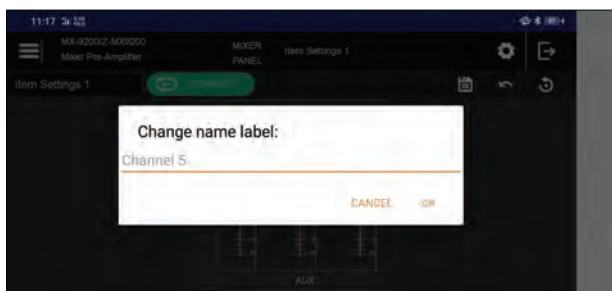 11:17
MX-9200/Z-MX9200
Mixer Pre-Amplifier
MIXER
PANEL
Item Settings 1
Item Settings 1
CONNECT
Change name label:
Channel 5
CANCEL
OK
AUX